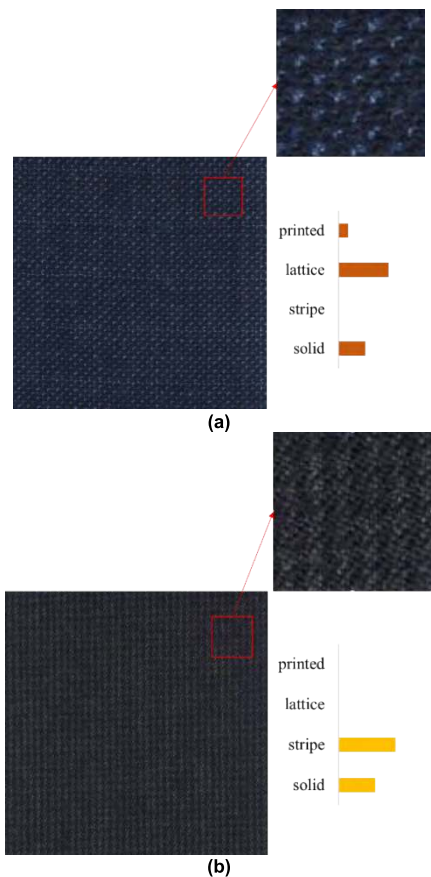 printed
lattice
stripe
solid
(a)
printed
lattice
stripe
solid
(b)